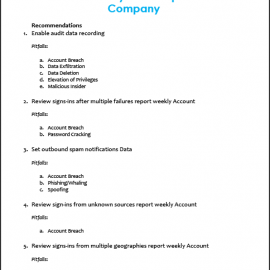 Company
Recommendations
1. Enable audit data recording
Pitfalls:
a. Account Breach
b. Data Exfiltration
c. Data Deletion
d. Elevation of Privileges
e. Malicious Insider
2. Review signs-ins after multiple failures report weekly Account
Pitfalls:
a. Account Breach
b. Password Cracking
3. Set outbound spam notifications Data
Pitfalls:
a. Account Breach
b. Phishing/Whaling
c. Spoofing
4. Review sign-ins from unknown sources report weekly Account
Pitfalls:
a. Account Breach
5. Review signs-ins from multiple geographies report weekly Account
Pitfalls: